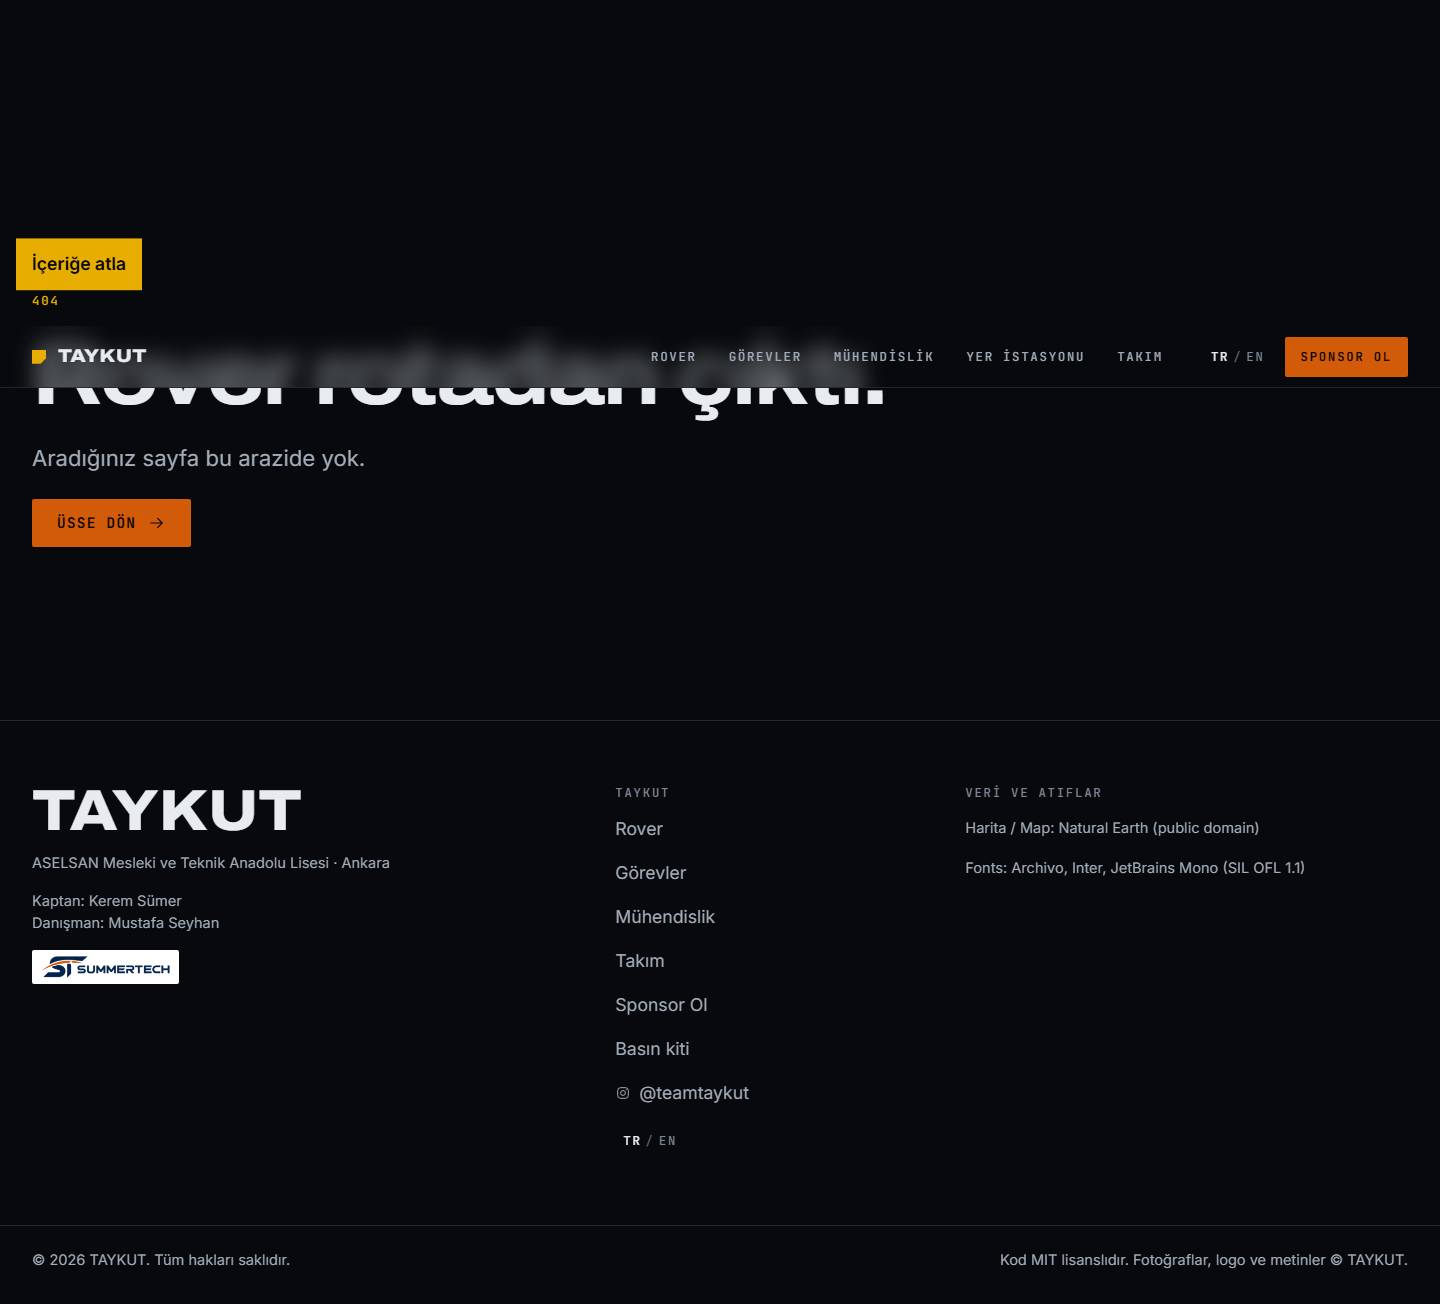 İçeriğe atla
404
TAYKUT
ROVER GÖREVLER MÜHENDİSLİK YER İSTASYONU TAKIM TR / EN SPONSOR OL
Rover rotadan çıktı.
Aradığınız sayfa bu arazide yok.
ÜSSE DÖN →
TAYKUT
ASELSAN Mesleki ve Teknik Anadolu Lisesi · Ankara
Kaptan: Kerem Sümer
Danışman: Mustafa Seyhan
ST SUMMERTECH
TAYKUT
Rover
Görevler
Mühendislik
Takım
Sponsor Ol
Basın kiti
@teamtaykut
TR / EN
VERİ VE ATIFLAR
Harita / Map: Natural Earth (public domain)
Fonts: Archivo, Inter, JetBrains Mono (SIL OFL 1.1)
© 2026 TAYKUT. Tüm hakları saklıdır.
Kod MIT lisanslıdır. Fotoğraflar, logo ve metinler © TAYKUT.